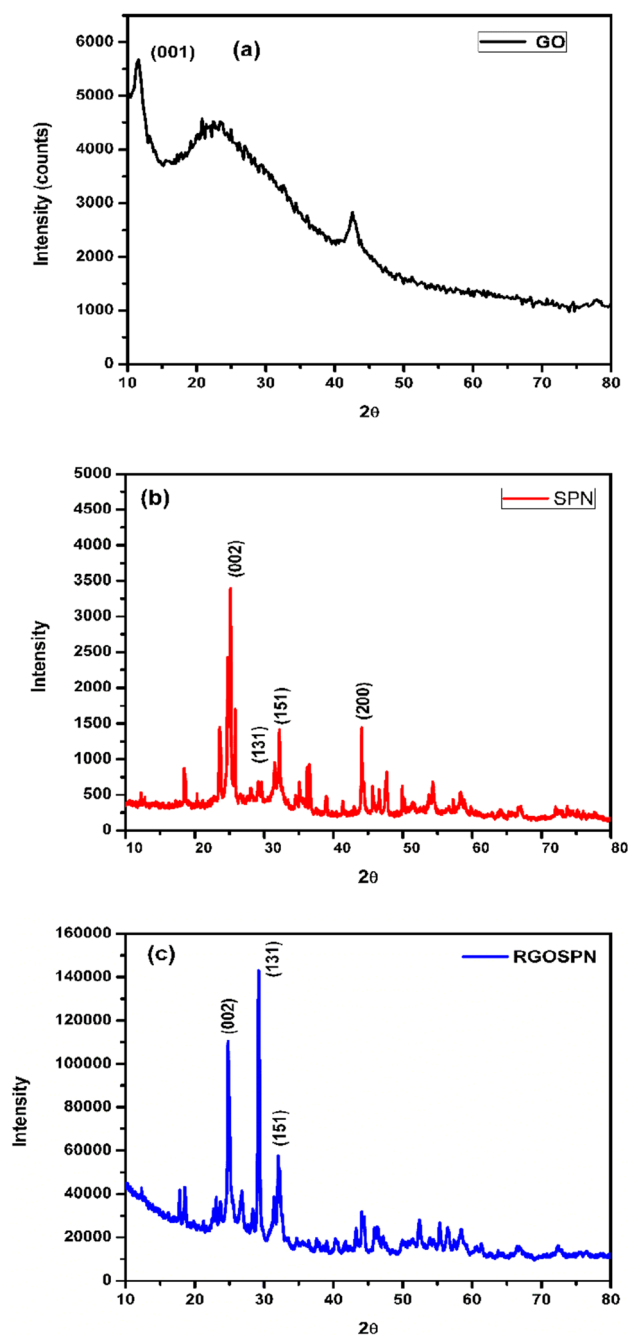 (001)
(a)
GO
6000
5000
4000
3000
2000
1000
0
Intensity (counts)
10 20 30 40 50 60 70 80
2θ
(b)
SPN
5000
4500
4000
3500
3000
2500
2000
1500
1000
500
0
Intensity
(002)
(131)
(151)
(200)
10 20 30 40 50 60 70 80
2θ
(c)
RGOSPN
160000
140000
120000
100000
80000
60000
40000
20000
0
Intensity
(002)
(131)
(151)
10 20 30 40 50 60 70 80
2θ